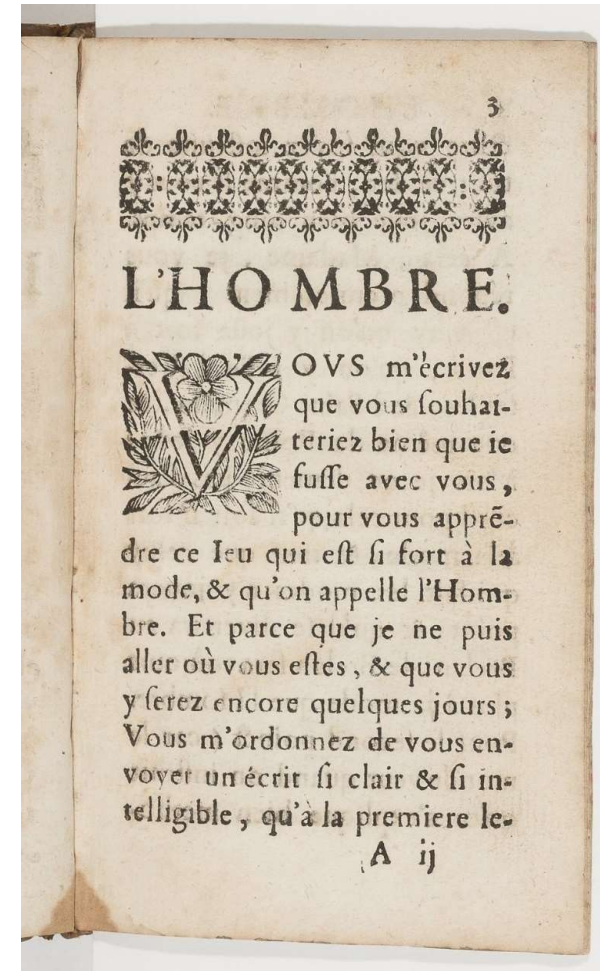 3
L'HOMBRE.
VOVS m'écrivez
que vous souhai-
teriez bien que ie
fusse avec vous,
pour vous apprẽ-
dre ce Ieu qui est si fort à la
mode, & qu'on appelle l'Hom-
bre. Et parce que je ne puis
aller où vous estes, & que vous
y serez encore quelques jours;
Vous m'ordonnez de vous en-
voyer un écrit si clair & si in-
telligible, qu'à la premiere le-
A ij